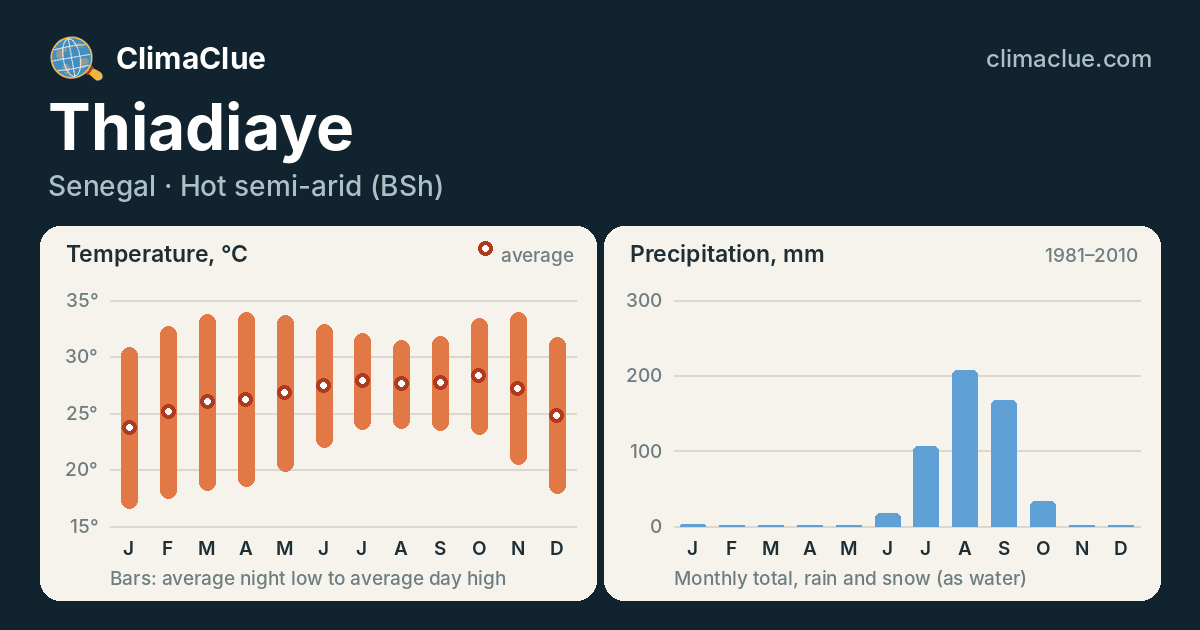 ClimaClue
climaclue.com
Thiadiaye
Senegal · Hot semi-arid (BSh)
Temperature, °C
average
35°
30°
25°
20°
15°
J F M A M J J A S O N D
Bars: average night low to average day high
Precipitation, mm
1981–2010
300
200
100
0
J F M A M J J A S O N D
Monthly total, rain and snow (as water)